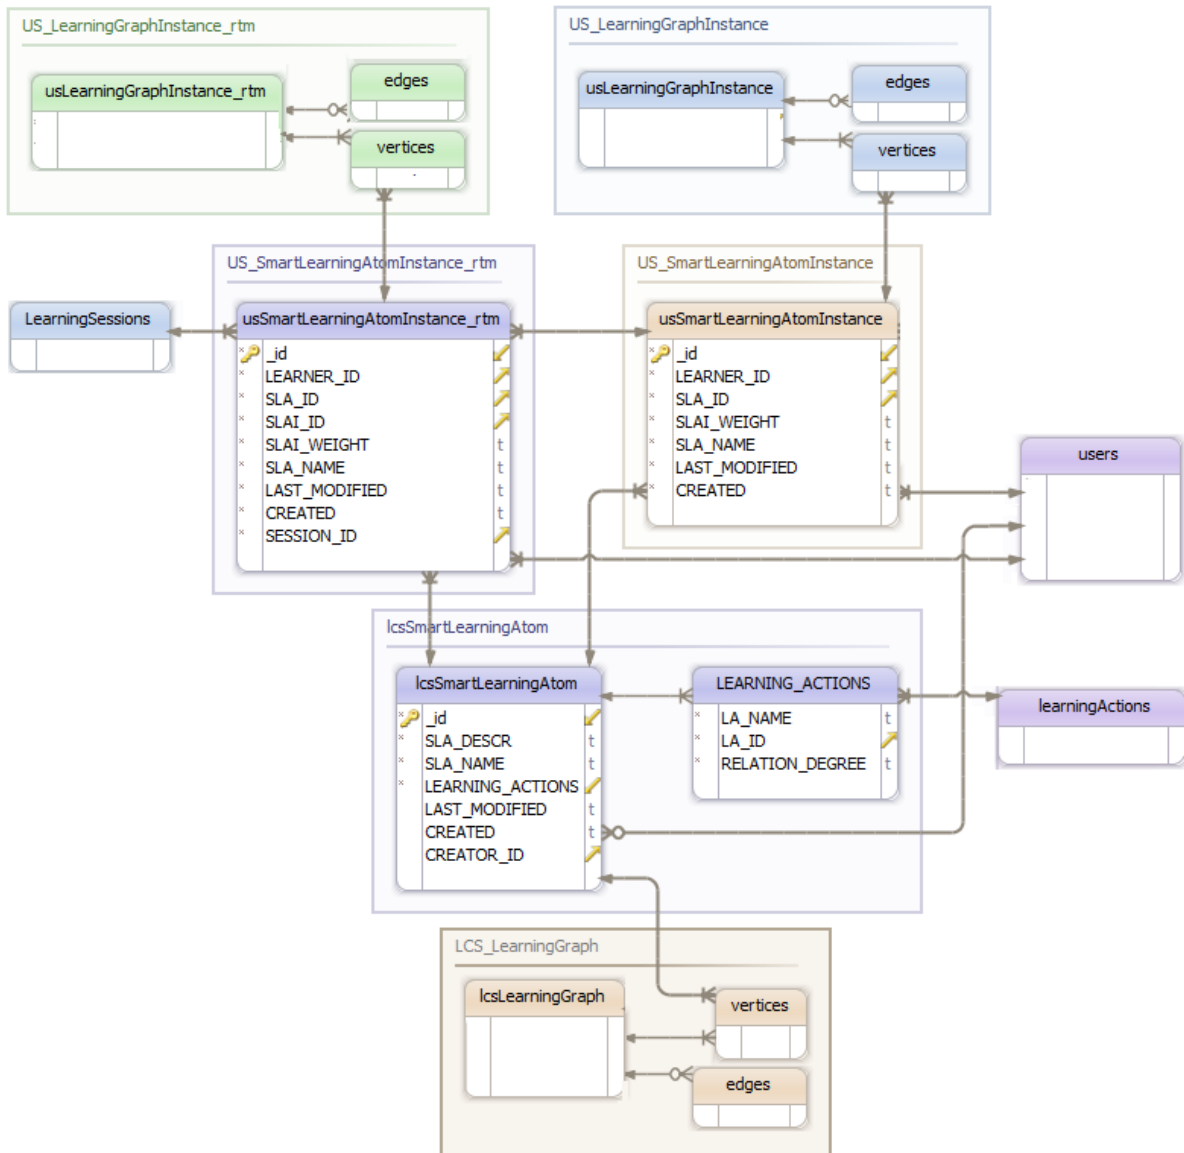 US_LearningGraphInstance_rtm
usLearningGraphInstance_rtm
edges
vertices
US_LearningGraphInstance
usLearningGraphInstance
edges
vertices
US_SmartLearningAtomInstance_rtm
usSmartLearningAtomInstance_rtm
_id
LEARNER_ID
SLA_ID
SLAI_ID
SLAI_WEIGHT
SLA_NAME
LAST_MODIFIED
CREATED
SESSION_ID
t
t
t
t
US_SmartLearningAtomInstance
usSmartLearningAtomInstance
_id
LEARNER_ID
SLA_ID
SLAI_WEIGHT
SLA_NAME
LAST_MODIFIED
CREATED
t
t
t
t
LearningSessions
users
lcsSmartLearningAtom
lcsSmartLearningAtom
_id
SLA_DESCR
SLA_NAME
LEARNING_ACTIONS
LAST_MODIFIED
CREATED
CREATOR_ID
t
t
t
t
LEARNING_ACTIONS
LA_NAME
LA_ID
RELATION_DEGREE
t
t
learningActions
LCS_LearningGraph
lcsLearningGraph
vertices
edges